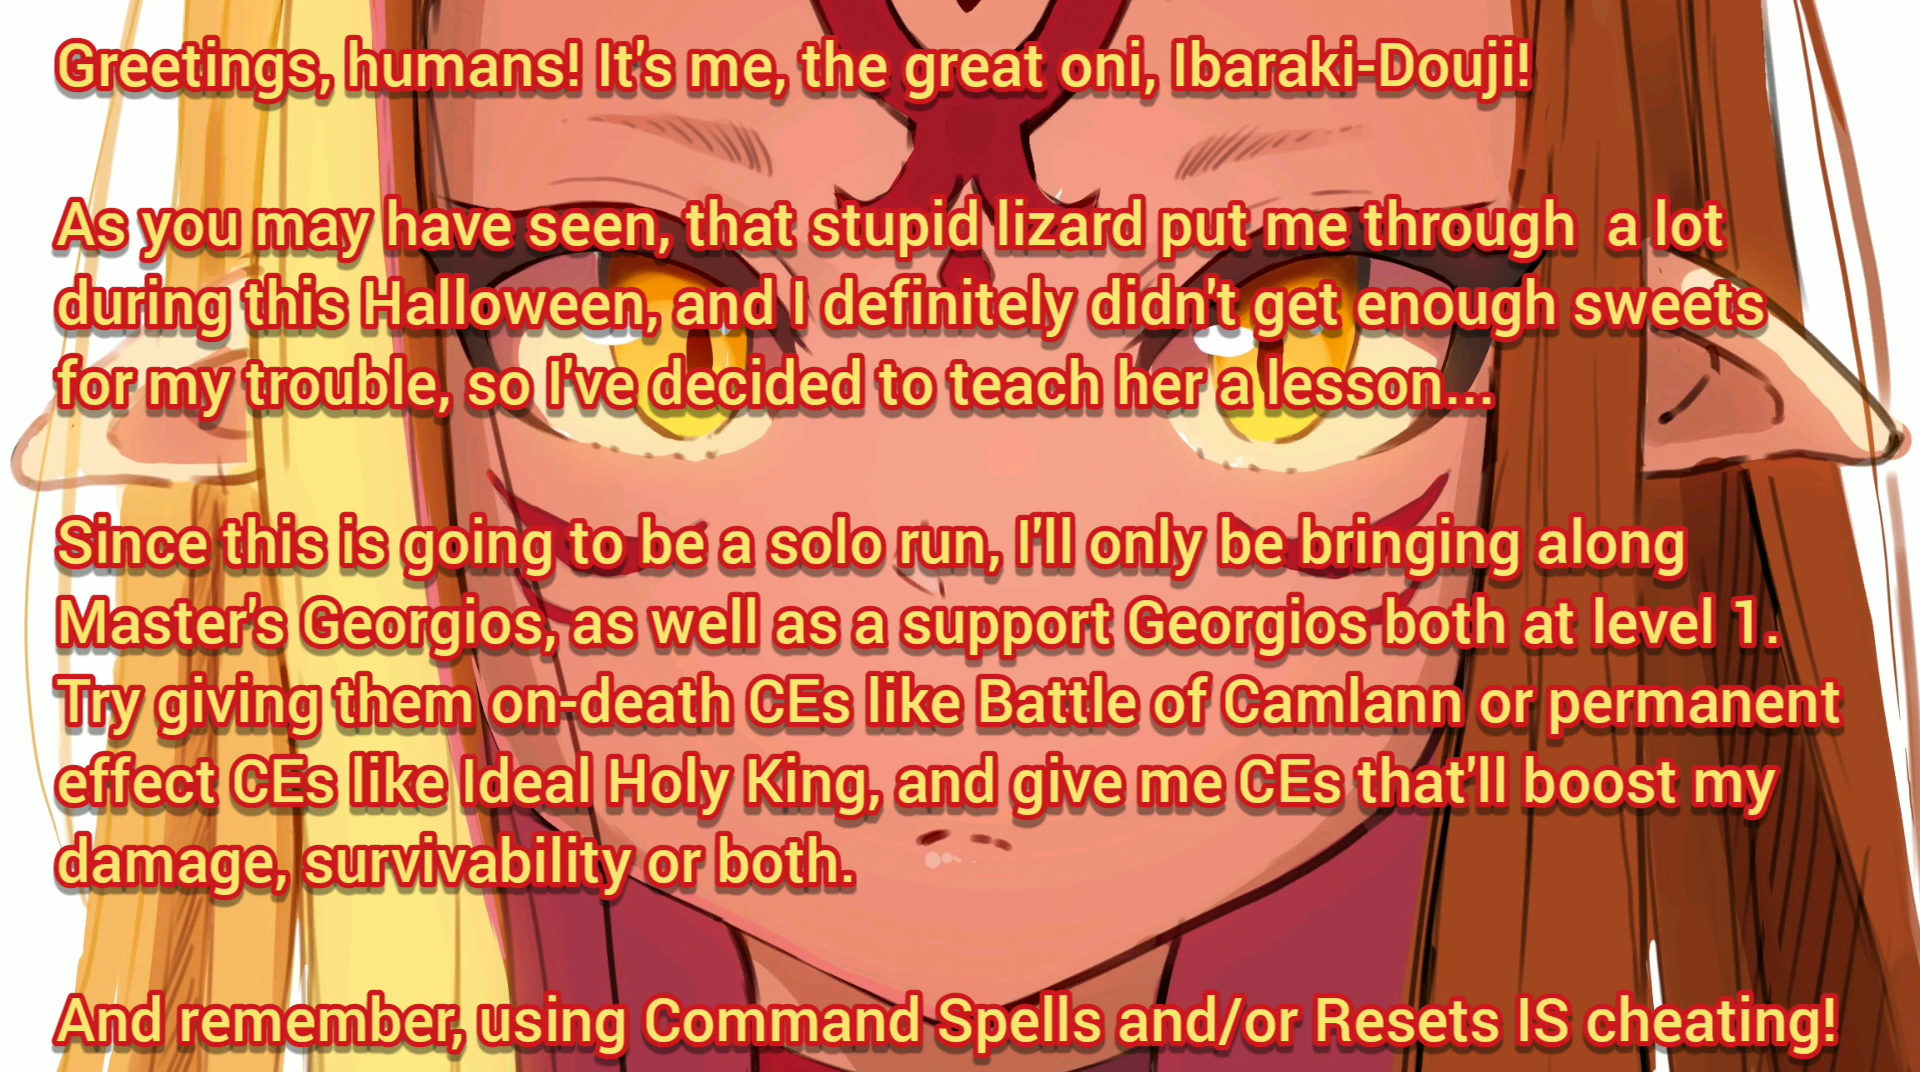 Greetings, humans! It's me, the great oni, Ibaraki-Douji!
As you may have seen, that stupid lizard put me through  a lot
during this Halloween, and I definitely didn't get enough sweets
for my trouble, so I've decided to teach her a lesson...
Since this is going to be a solo run, I'll only be bringing along
Master's Georgios, as well as a support Georgios both at level 1.
Try giving them on-death CEs like Battle of Camlann or permanent
effect CEs like Ideal Holy King, and give me CEs that'll boost my
damage, survivability or both.
And remember, using Command Spells and/or Resets IS cheating!